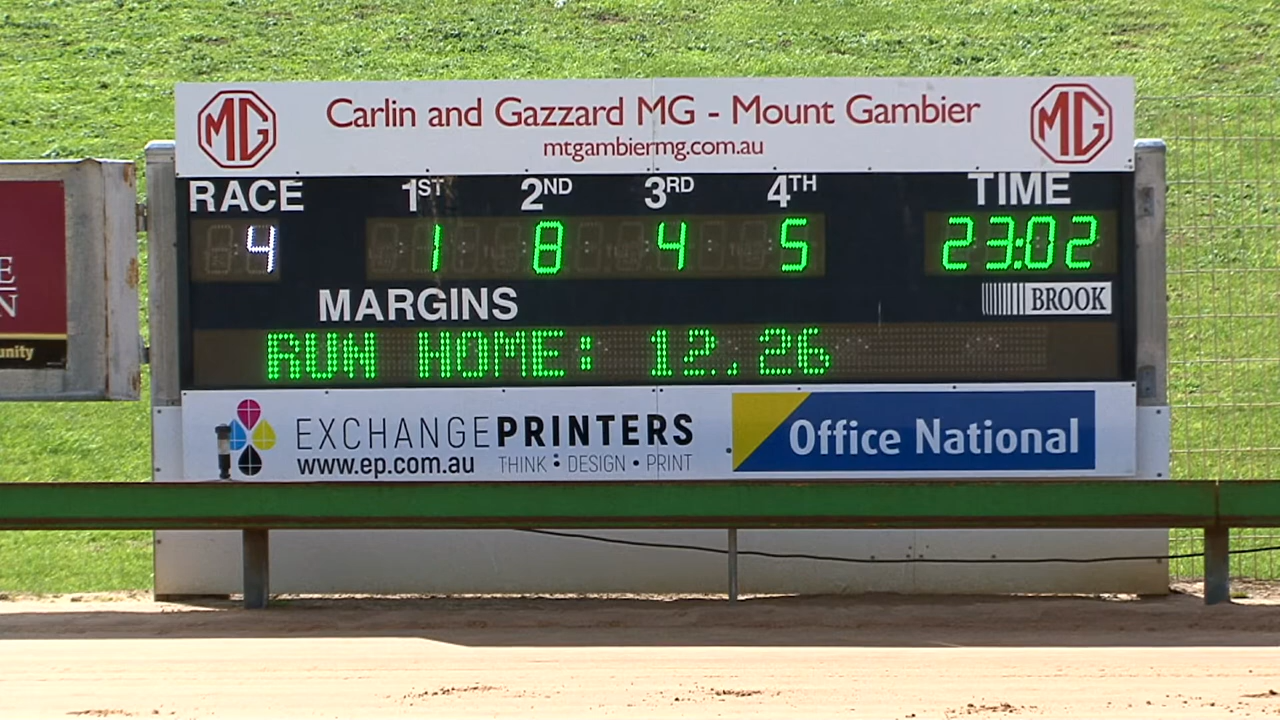 MG Carlin and Gazzard MG - Mount Gambier MG
mtgambiermg.com.au
RACE 1ST 2ND 3RD 4TH TIME
4 1 8 4 5 23:02
MARGINS BROOK
RUN HOME: 12.26
EXCHANGEPRINTERS
www.ep.com.au THINK • DESIGN • PRINT
Office National
E
N
unity